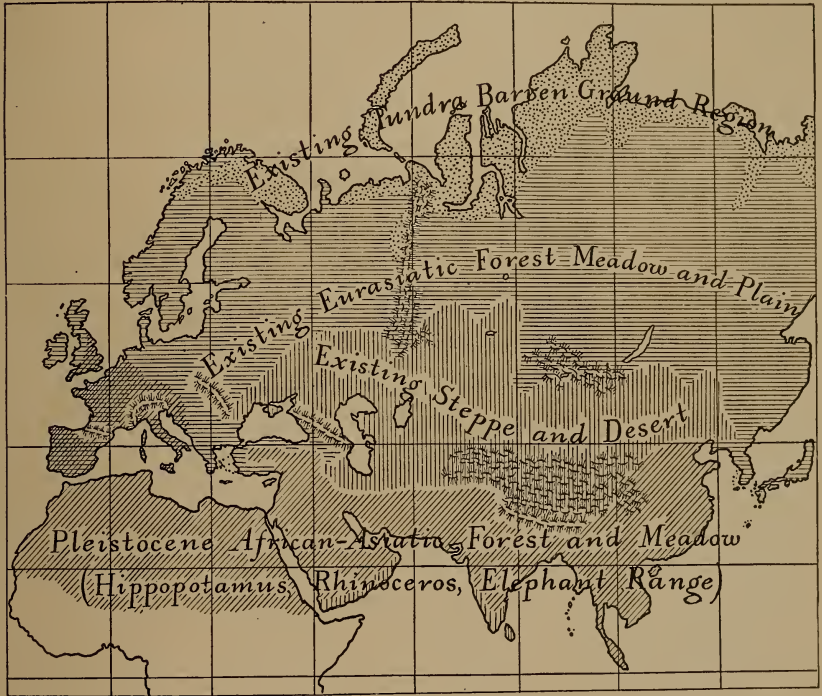 Existing Tundra Barren Ground Region
Existing Eurasiatic Forest Meadow and Plain
Existing Steppe and Desert
Pleistocene African-Asiatic Forest and Meadow
(Hippopotamus, Rhinoceros, Elephant Range)